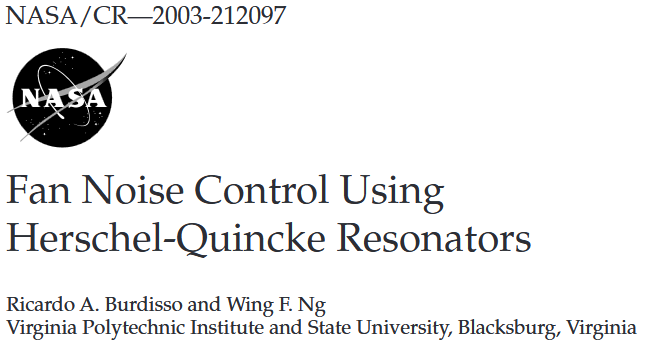 NASA/CR—2003-212097
NASA
Fan Noise Control Using
Herschel-Quincke Resonators
Ricardo A. Burdisso and Wing F. Ng
Virginia Polytechnic Institute and State University, Blacksburg, Virginia